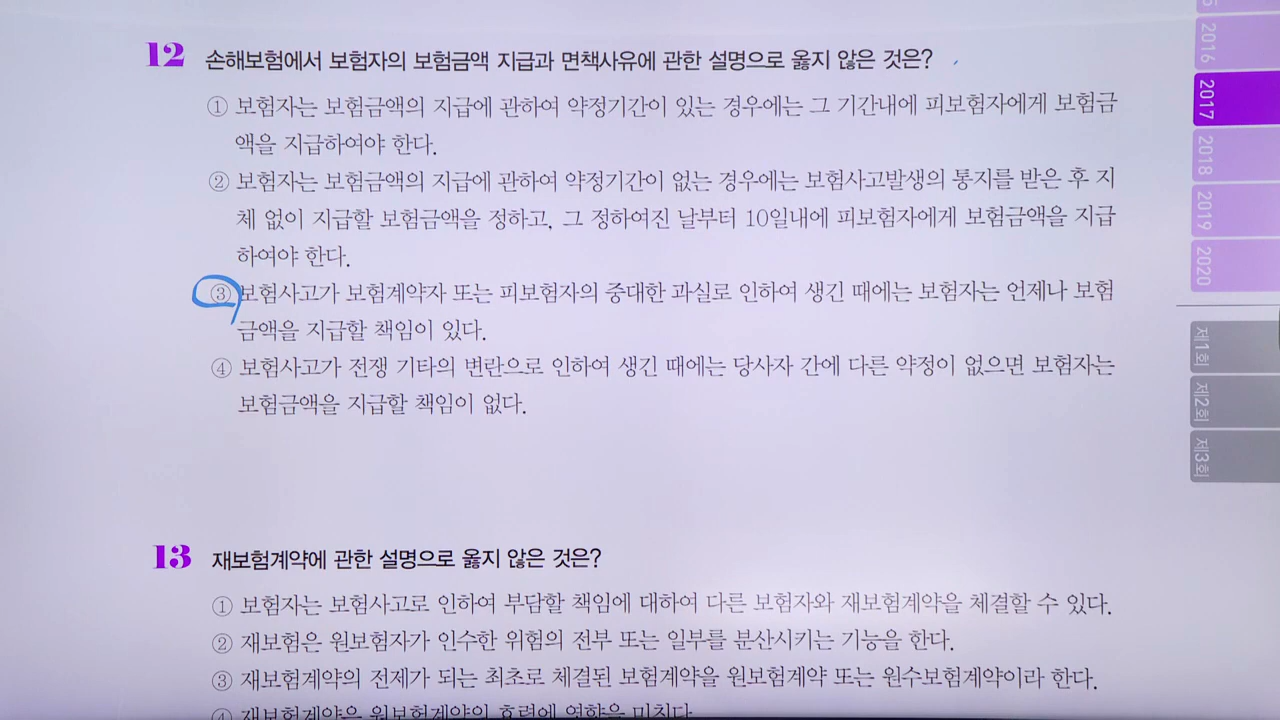 12 손해보험에서 보험자의 보험금액 지급과 면책사유에 관한 설명으로 옳지 않은 것은?
① 보험자는 보험금액의 지급에 관하여 약정기간이 있는 경우에는 그 기간내에 피보험자에게 보험금
액을 지급하여야 한다.
② 보험자는 보험금액의 지급에 관하여 약정기간이 없는 경우에는 보험사고발생의 통지를 받은 후 지
체 없이 지급할 보험금액을 정하고, 그 정하여진 날부터 10일내에 피보험자에게 보험금액을 지급
하여야 한다.
③ 보험사고가 보험계약자 또는 피보험자의 중대한 과실로 인하여 생긴 때에는 보험자는 언제나 보험
금액을 지급할 책임이 있다.
④ 보험사고가 전쟁 기타의 변란으로 인하여 생긴 때에는 당사자 간에 다른 약정이 없으면 보험자는
보험금액을 지급할 책임이 없다.
13 재보험계약에 관한 설명으로 옳지 않은 것은?
① 보험자는 보험사고로 인하여 부담할 책임에 대하여 다른 보험자와 재보험계약을 체결할 수 있다.
② 재보험은 원보험자가 인수한 위험의 전부 또는 일부를 분산시키는 기능을 한다.
③ 재보험계약의 전제가 되는 최초로 체결된 보험계약을 원보험계약 또는 원수보험계약이라 한다.
④ 재보험계약은 원보험계약의 효력에 영향을 미친다.
2016
2017
2018
2019
2020
제1회
제2회
제3회